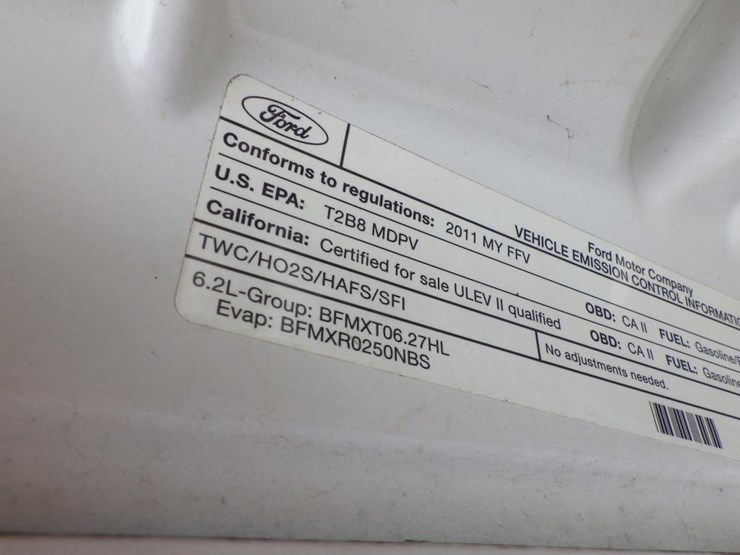 Ford
Ford Motor Company
VEHICLE EMISSION CONTROL
Conforms to regulations: 2011 MY FFV
U.S. EPA: T2B8 MDPV OBD: CA II FUEL: Gasoline/
California: Certified for sale ULEV II qualified OBD: CA II FUEL: Gasoline
TWC/HO2S/HAFS/SFI No adjustments needed.
6.2L-Group: BFMXT06.27HL
Evap: BFMXR0250NBS